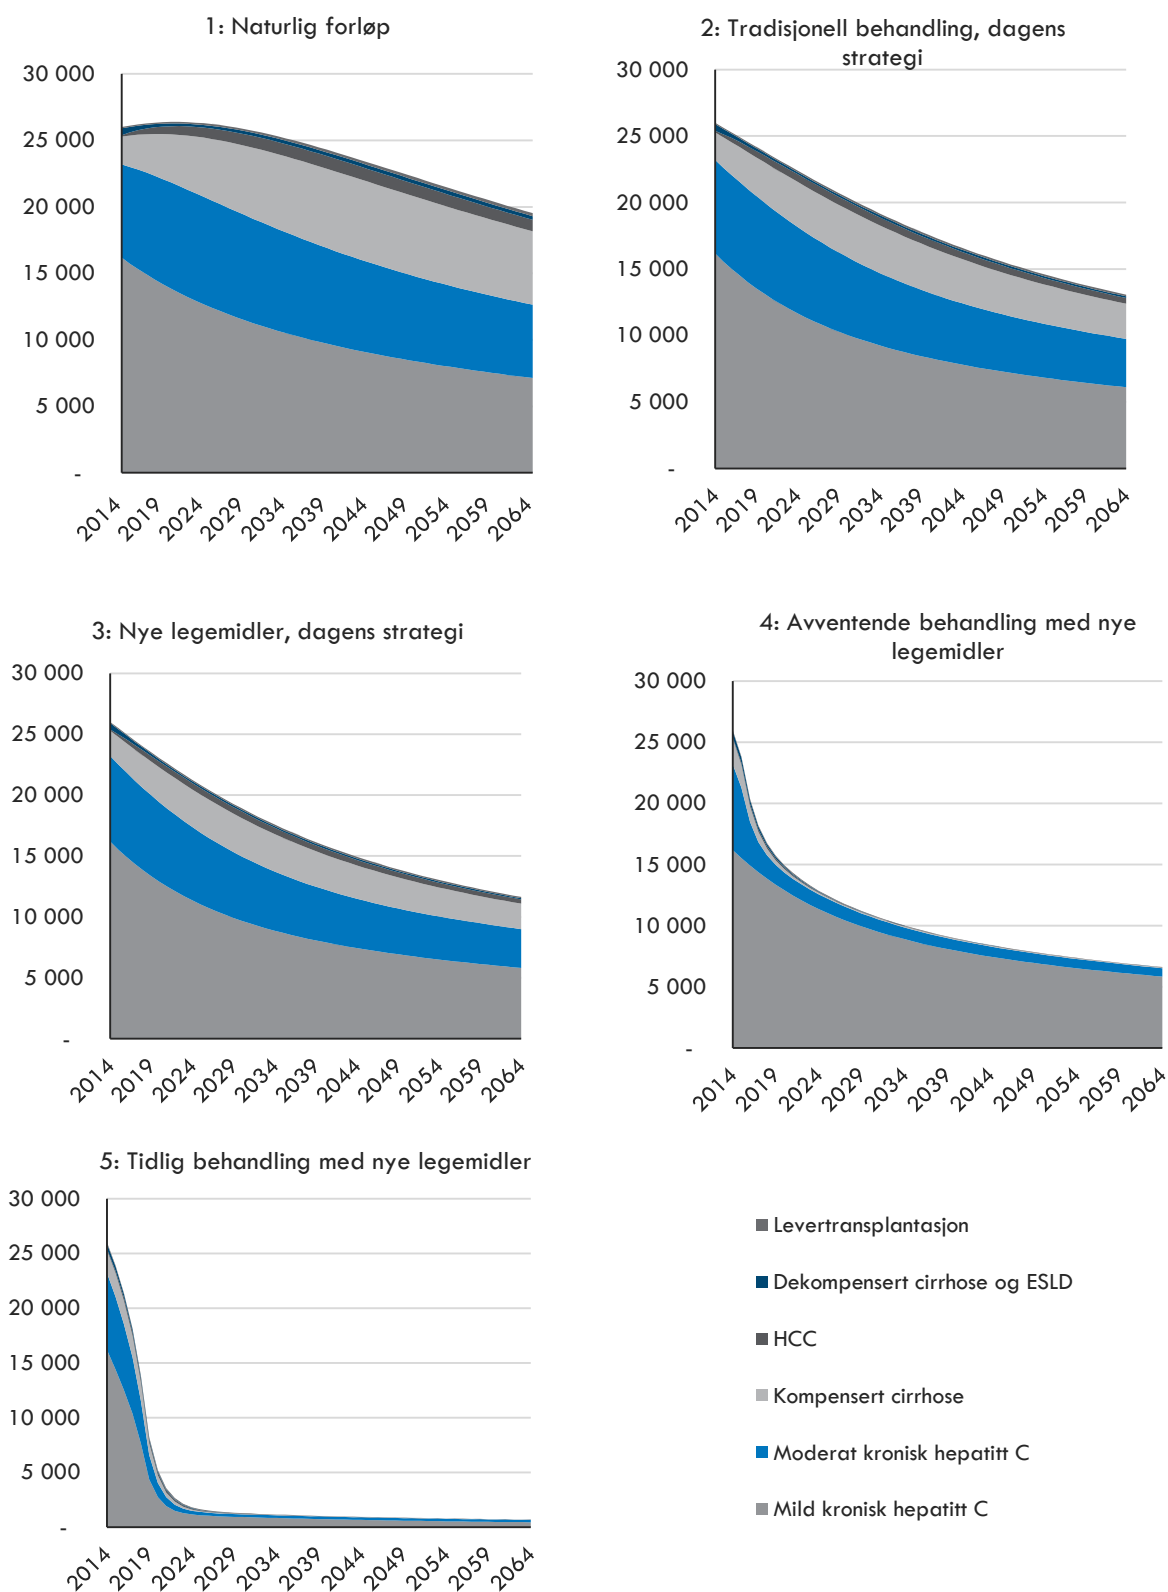 1: Naturlig forløp
30 000
25 000
20 000
15 000
10 000
5 000
-
2014 2019 2024 2029 2034 2039 2044 2049 2054 2059 2064
2: Tradisjonell behandling, dagens
strategi
30 000
25 000
20 000
15 000
10 000
5 000
-
2014 2019 2024 2029 2034 2039 2044 2049 2054 2059 2064
3: Nye legemidler, dagens strategi
30 000
25 000
20 000
15 000
10 000
5 000
-
2014 2019 2024 2029 2034 2039 2044 2049 2054 2059 2064
4: Avventende behandling med nye
legemidler
30 000
25 000
20 000
15 000
10 000
5 000
-
2014 2019 2024 2029 2034 2039 2044 2049 2054 2059 2064
5: Tidlig behandling med nye legemidler
30 000
25 000
20 000
15 000
10 000
5 000
-
2014 2019 2024 2029 2034 2039 2044 2049 2054 2059 2064
Levertransplantasjon
Dekompensert cirrhose og ESLD
HCC
Kompensert cirrhose
Moderat kronisk hepatitt C
Mild kronisk hepatitt C